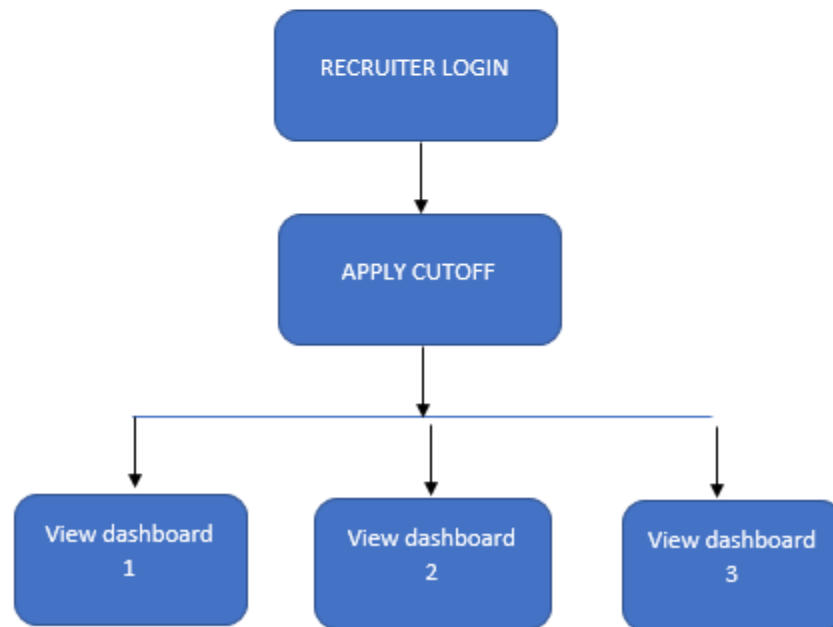 RECRUITER LOGIN
APPLY CUTOFF
View dashboard
1
View dashboard
2
View dashboard
3